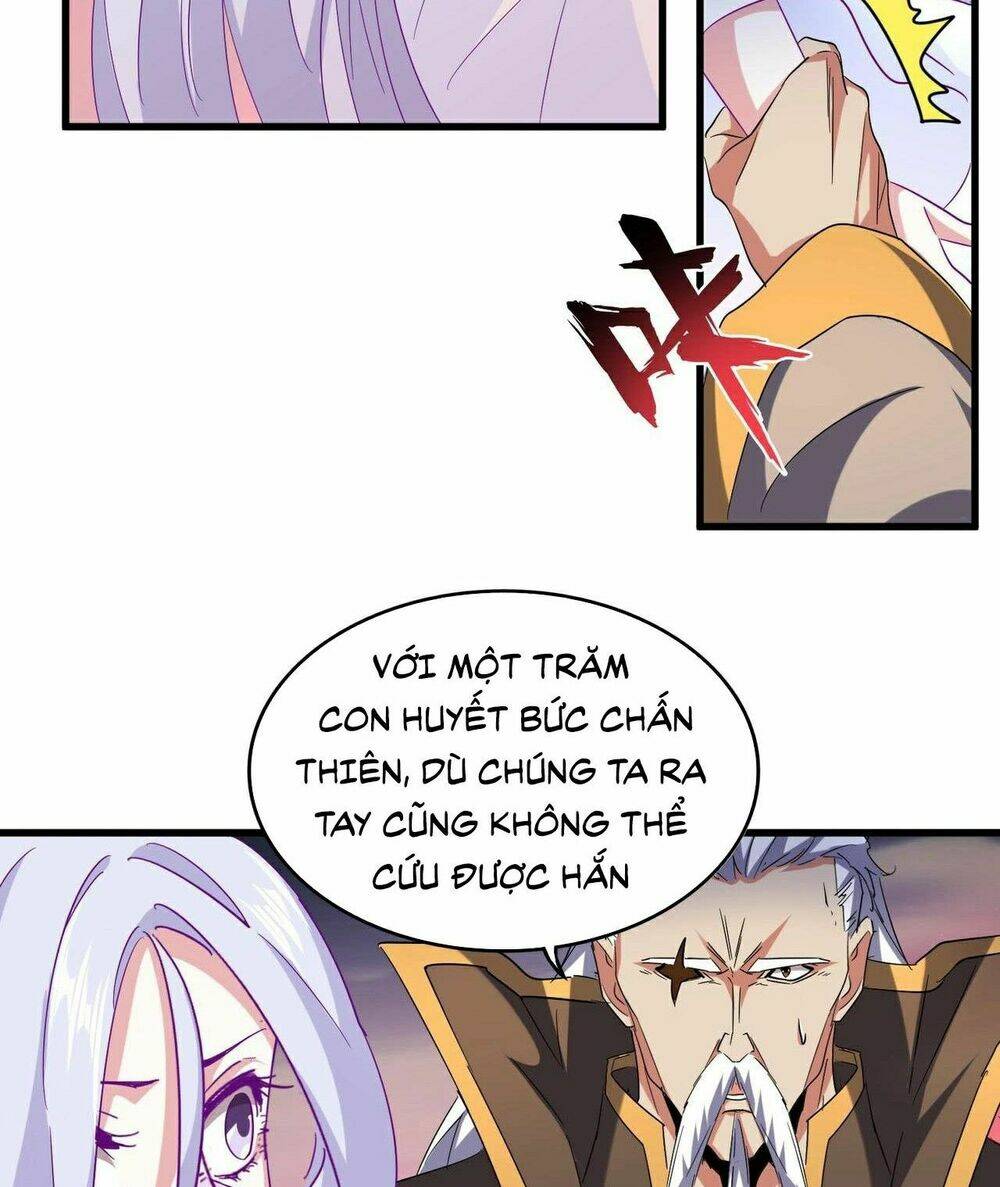 VỚI MỘT TRĂM
CON HUYẾT BỨC CHẤN
THIÊN, DÙ CHÚNG TA RA
TAY CŨNG KHÔNG THỂ
CỨU ĐƯỢC HẮN